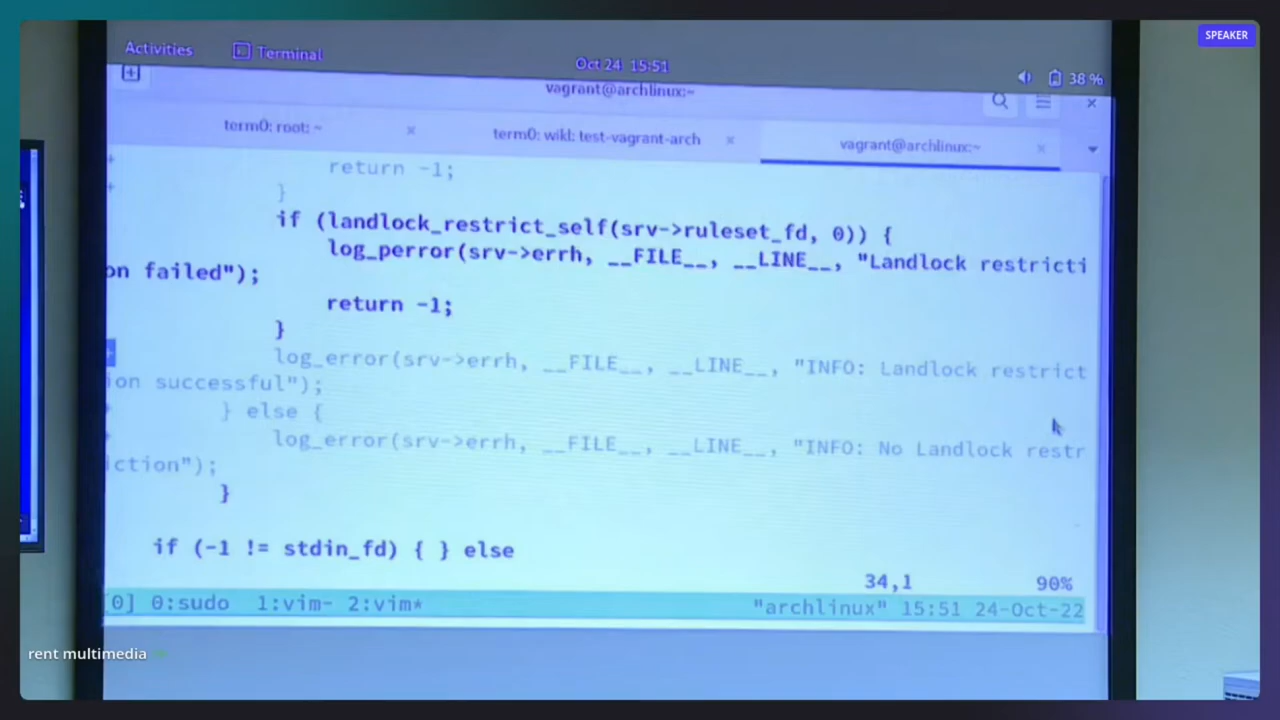 SPEAKER
Activities Terminal
Oct 24 15:51
38 %
vagrant@archlinux:~
term0: root: ~ × term0: wikl: test-vagrant-arch × vagrant@archlinux:~ ×
+ return -1;
+ }
if (landlock_restrict_self(srv->ruleset_fd, 0)) {
log_perror(srv->errh, __FILE__, __LINE__, "Landlock restricti
on failed");
return -1;
}
+ log_error(srv->errh, __FILE__, __LINE__, "INFO: Landlock restrict
ion successful");
} else {
log_error(srv->errh, __FILE__, __LINE__, "INFO: No Landlock restr
iction");
}
if (-1 != stdin_fd) { } else
34,1 90%
[0] 0:sudo 1:vim- 2:vim* "archlinux" 15:51 24-Oct-22
rent multimedia